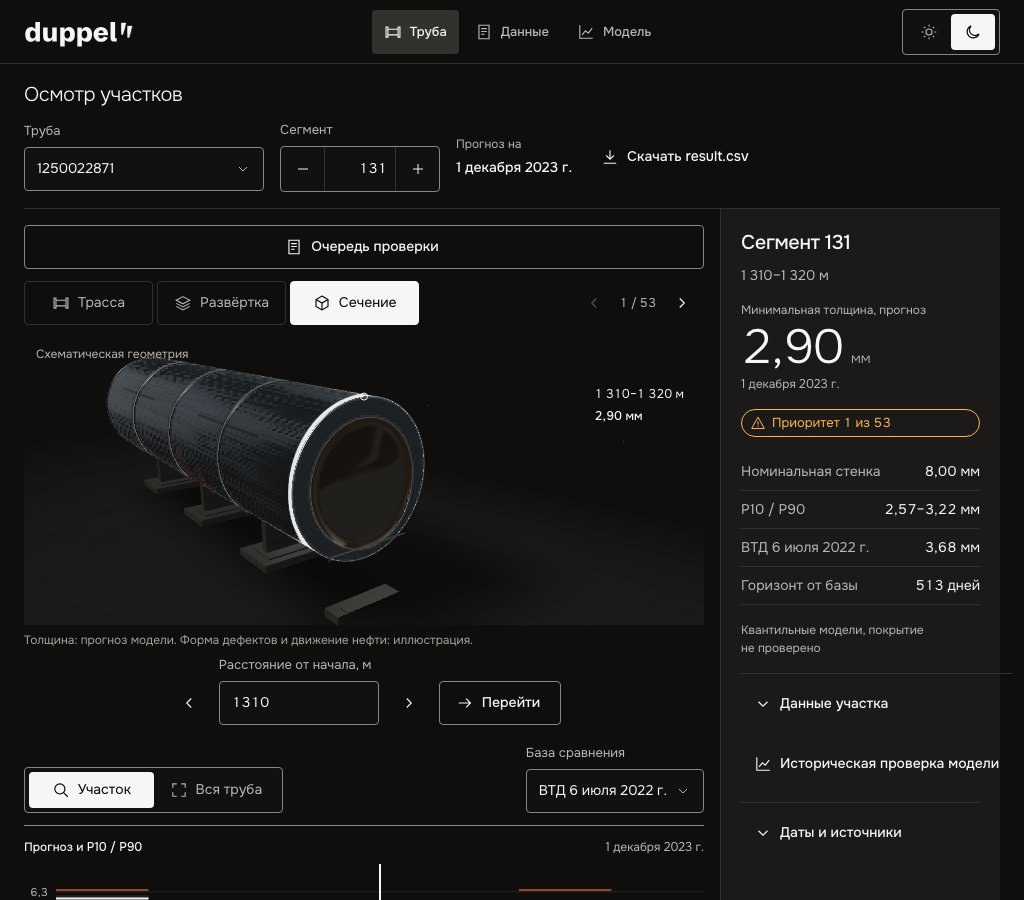 duppel
Труба
Данные
Модель
Осмотр участков
Труба
Сегмент
Прогноз на
1250022871
131
1 декабря 2023 г.
Скачать result.csv
Очередь проверки
Трасса
Развёртка
Сечение
1 / 53
Схематическая геометрия
1 310–1 320 м
2,90 мм
Толщина: прогноз модели. Форма дефектов и движение нефти: иллюстрация.
Расстояние от начала, м
1310
Перейти
База сравнения
Участок
Вся труба
ВТД 6 июля 2022 г.
Прогноз и P10 / P90
1 декабря 2023 г.
6,3
Сегмент 131
1 310–1 320 м
Минимальная толщина, прогноз
2,90 мм
1 декабря 2023 г.
Приоритет 1 из 53
Номинальная стенка
8,00 мм
P10 / P90
2,57–3,22 мм
ВТД 6 июля 2022 г.
3,68 мм
Горизонт от базы
513 дней
Квантильные модели, покрытие
не проверено
Данные участка
Историческая проверка модели
Даты и источники